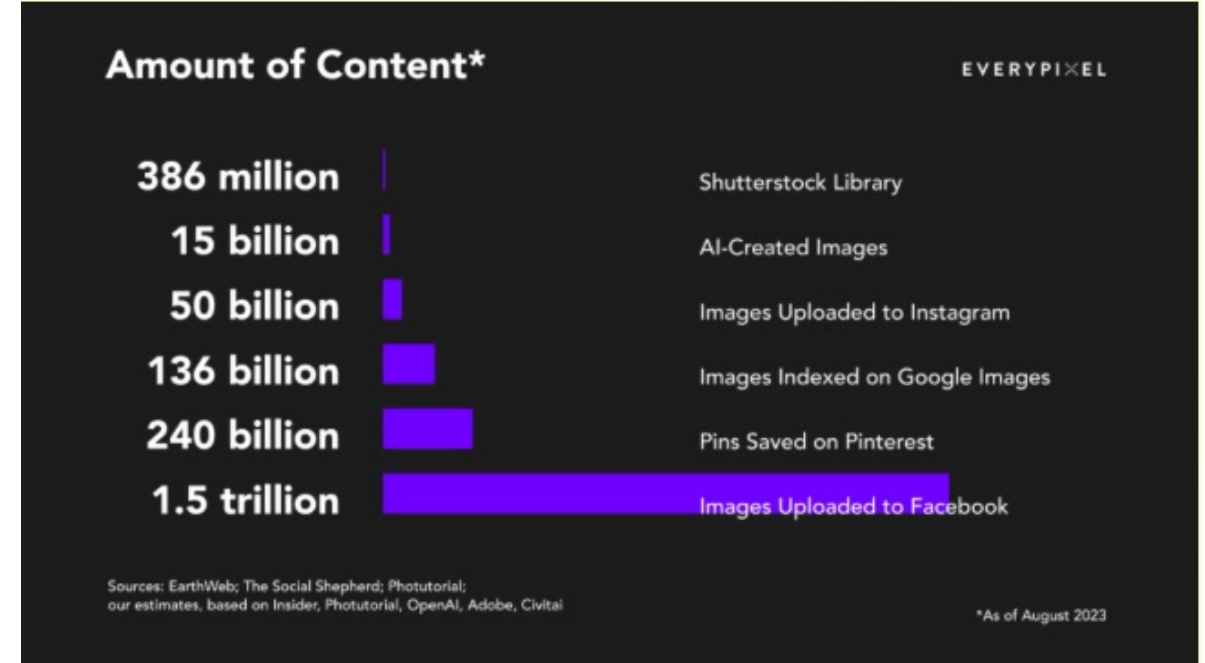 Amount of Content*
EVERYPIXEL
386 million
Shutterstock Library
15 billion
AI-Created Images
50 billion
Images Uploaded to Instagram
136 billion
Images Indexed on Google Images
240 billion
Pins Saved on Pinterest
1.5 trillion
Images Uploaded to Facebook
Sources: EarthWeb; The Social Shepherd; Photutorial;
our estimates, based on Insider, Photutorial, OpenAI, Adobe, Civitai
*As of August 2023